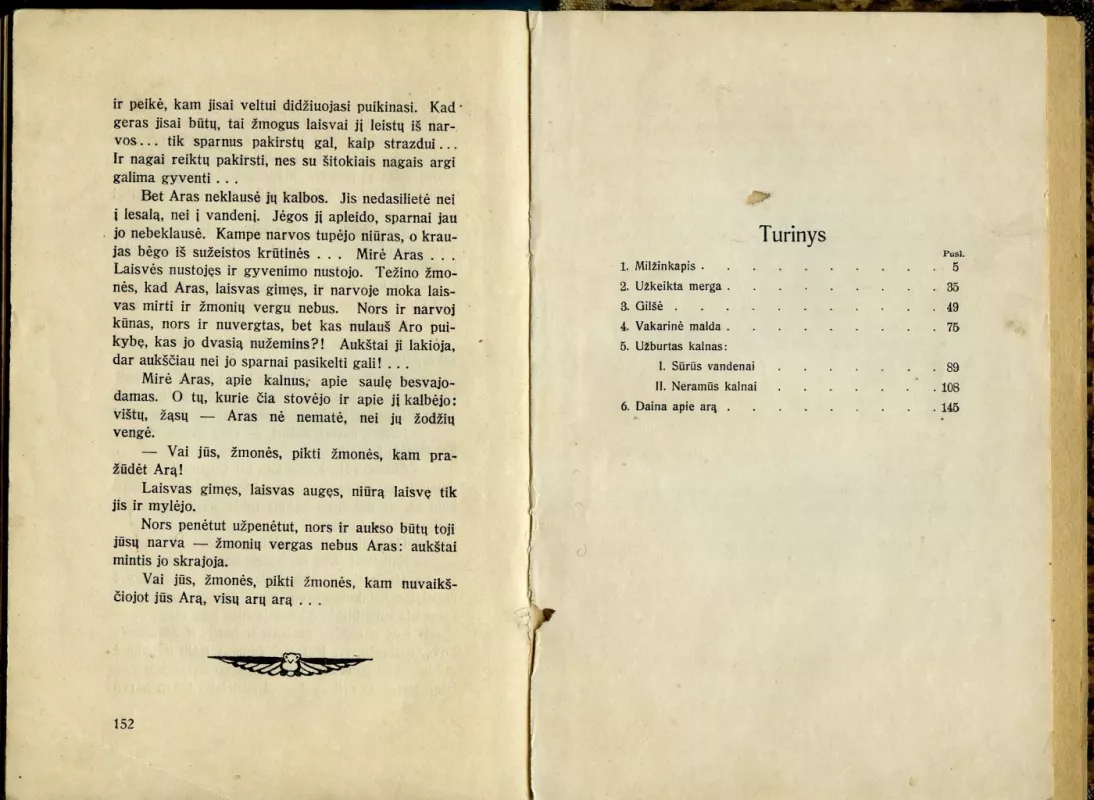 ir peikė, kam jisai veltui didžiuojasi puikinasi. Kad
geras jisai būtų, tai žmogus laisvai jį leistų iš nar-
vos... tik sparnus pakirstų gal, kaip strazdui...
Ir nagai reiktų pakirsti, nes su šitokiais nagais argi
galima gyventi . . .
Bet Aras neklausė jų kalbos. Jis nedasilietė nei
į lesalą, nei į vandenį. Jėgos jį apleido, sparnai jau
jo nebeklausė. Kampe narvos tupėjo niūras, o krau-
jas bėgo iš sužeistos krūtinės . . . Mirė Aras . . .
Laisvės nustojęs ir gyvenimo nustojo. Težino žmo-
nės, kad Aras, laisvas gimęs, ir narvoje moka lais-
vas mirti ir žmonių vergu nebus. Nors ir narvoj
kūnas, nors ir nuvergtas, bet kas nulauš Aro pui-
kybę, kas jo dvasią nužemins?! Aukštai ji lakioja,
dar aukščiau nei jo sparnai pasikelti gali! . . .
Mirė Aras, apie kalnus, apie saulę besvajo-
damas. O tų, kurie čia stovėjo ir apie jį kalbėjo:
vištų, žąsų — Aras nė nematė, nei jų žodžių
vengė.
— Vai jūs, žmonės, pikti žmonės, kam pra-
žūdėt Arą!
Laisvas gimęs, laisvas augęs, niūrą laisvę tik
jis ir mylėjo.
Nors penėtut užpenėtut, nors ir aukso būtų toji
jūsų narva — žmonių vergas nebus Aras: aukštai
mintis jo skrajoja.
Vai jūs, žmonės, pikti žmonės, kam nuvaikš-
čiojot jūs Arą, visų arų arą . . .
152
Turinys
Pusl.
1. Milžinkapis . . . . . . . . . . 5
2. Užkeikta merga . . . . . . . . . 35
3. Gilšė . . . . . . . . . . . 49
4. Vakarinė malda . . . . . . . . . 75
5. Užburtas kalnas:
I. Sūrūs vandenai . . . . . . . 89
II. Neramūs kalnai . . . . . . . 108
6. Daina apie arą . . . . . . . . . 145